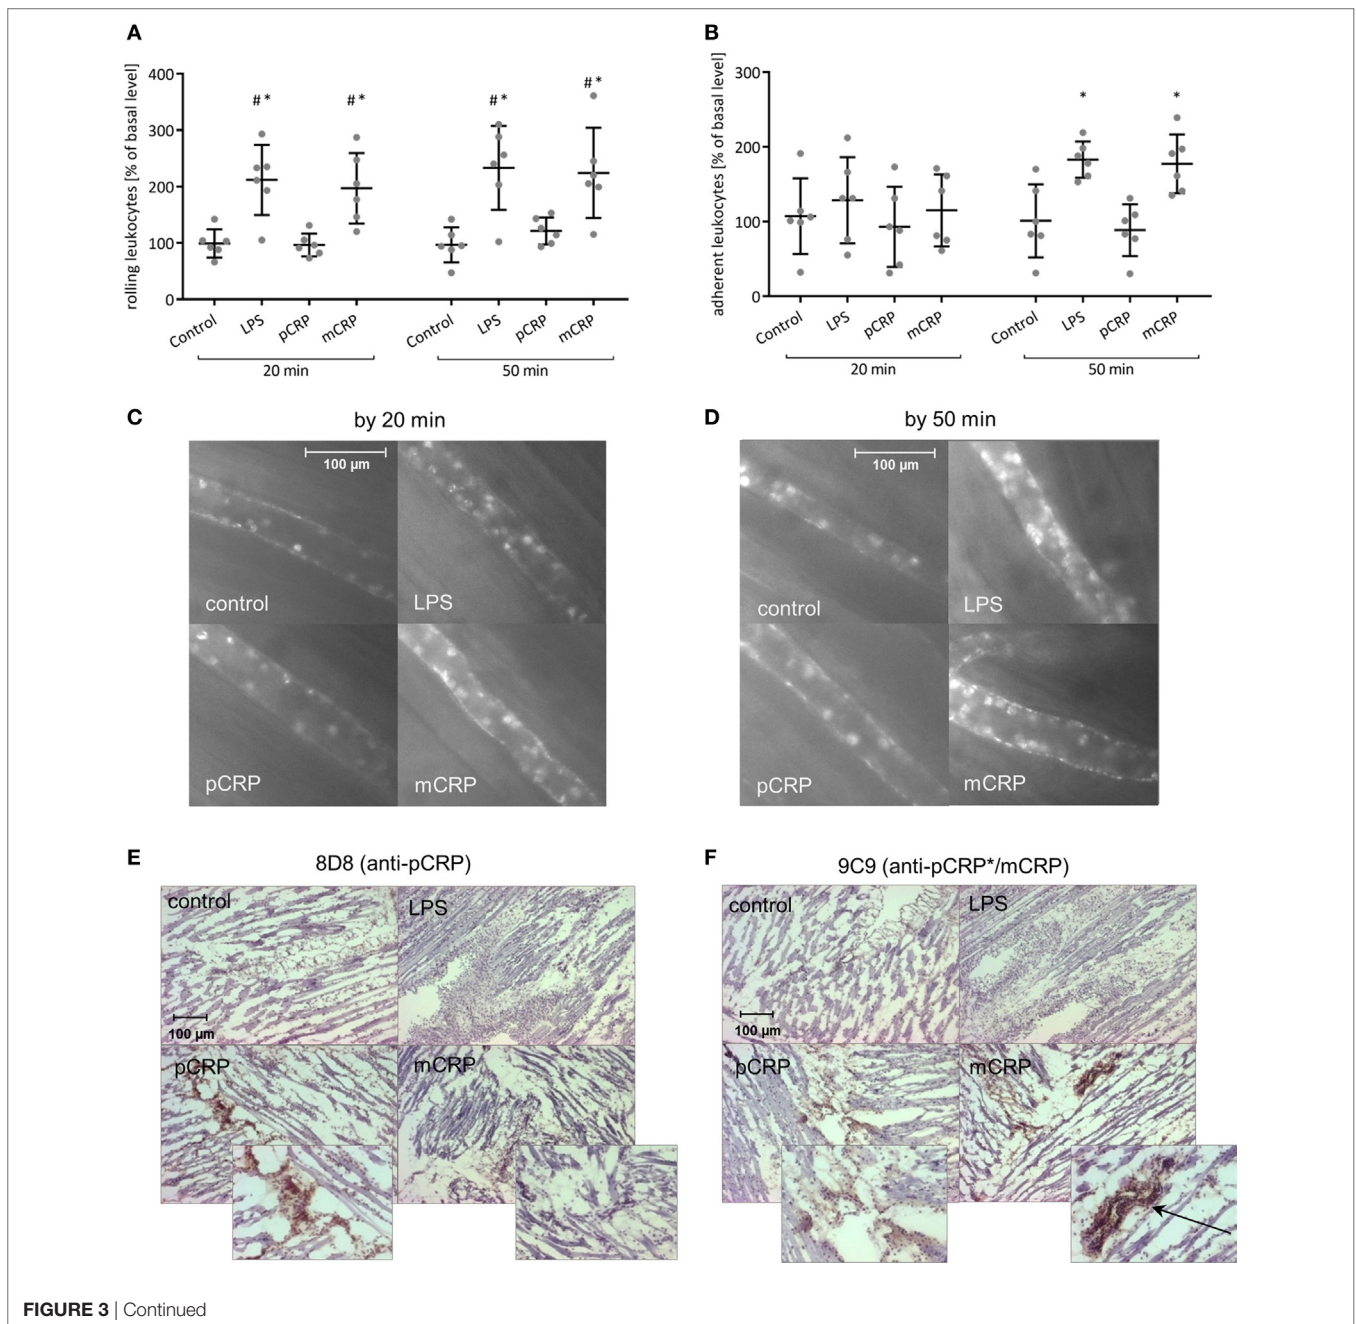 A
B
rolling leukocytes [% of basal level]
400
300
200
100
0
# *
# *
# *
# *
Control
LPS
pCRP
mCRP
Control
LPS
pCRP
mCRP
20 min
50 min
adherent leukocytes [% of basal level]
300
200
100
0
*
*
Control
LPS
pCRP
mCRP
Control
LPS
pCRP
mCRP
20 min
50 min
C
by 20 min
100 µm
control
LPS
pCRP
mCRP
D
by 50 min
100 µm
control
LPS
pCRP
mCRP
E
8D8 (anti-pCRP)
control
LPS
100 µm
pCRP
mCRP
F
9C9 (anti-pCRP*/mCRP)
control
LPS
100 µm
pCRP
mCRP
FIGURE 3 | Continued